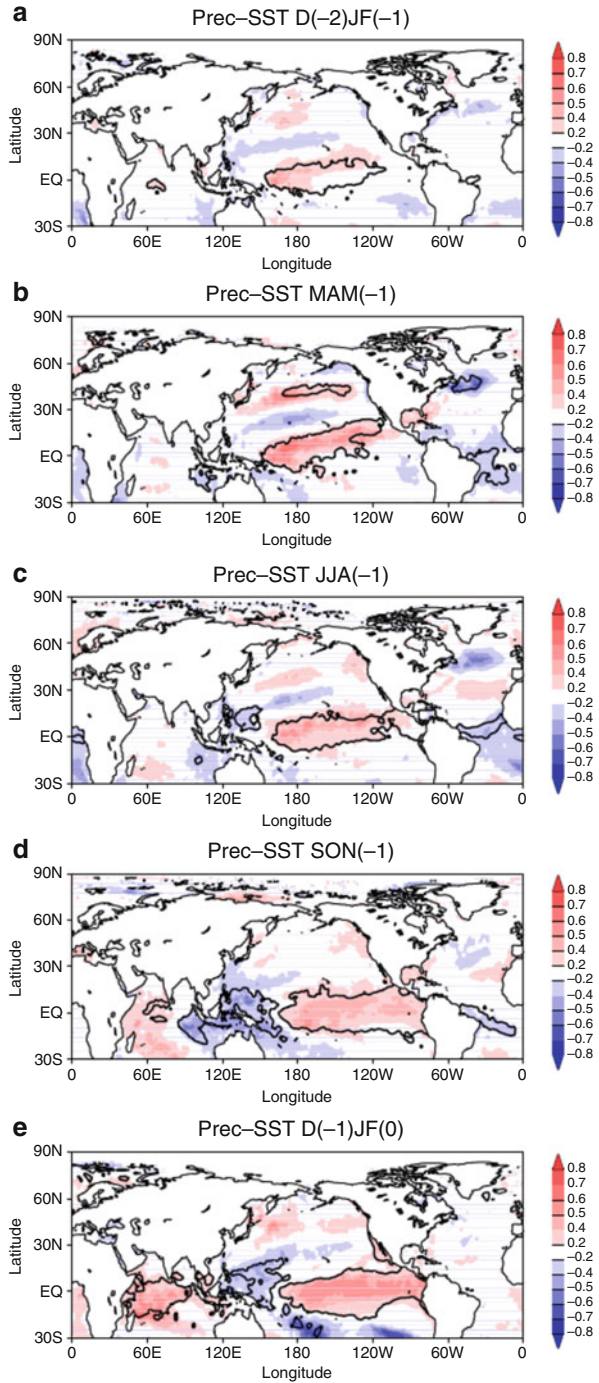 a
Prec–SST D(−2)JF(−1)
90N
60N
30N
EQ
30S
Latitude
0 60E 120E 180 120W 60W 0
Longitude
0.8
0.7
0.6
0.5
0.4
0.2
−0.2
−0.4
−0.5
−0.6
−0.7
−0.8
b
Prec–SST MAM(−1)
90N
60N
30N
EQ
30S
Latitude
0 60E 120E 180 120W 60W 0
Longitude
0.8
0.7
0.6
0.5
0.4
0.2
−0.2
−0.4
−0.5
−0.6
−0.7
−0.8
c
Prec–SST JJA(−1)
90N
60N
30N
EQ
30S
Latitude
0 60E 120E 180 120W 60W 0
Longitude
0.8
0.7
0.6
0.5
0.4
0.2
−0.2
−0.4
−0.5
−0.6
−0.7
−0.8
d
Prec–SST SON(−1)
90N
60N
30N
EQ
30S
Latitude
0 60E 120E 180 120W 60W 0
Longitude
0.8
0.7
0.6
0.5
0.4
0.2
−0.2
−0.4
−0.5
−0.6
−0.7
−0.8
e
Prec–SST D(−1)JF(0)
90N
60N
30N
EQ
30S
Latitude
0 60E 120E 180 120W 60W 0
Longitude
0.8
0.7
0.6
0.5
0.4
0.2
−0.2
−0.4
−0.5
−0.6
−0.7
−0.8